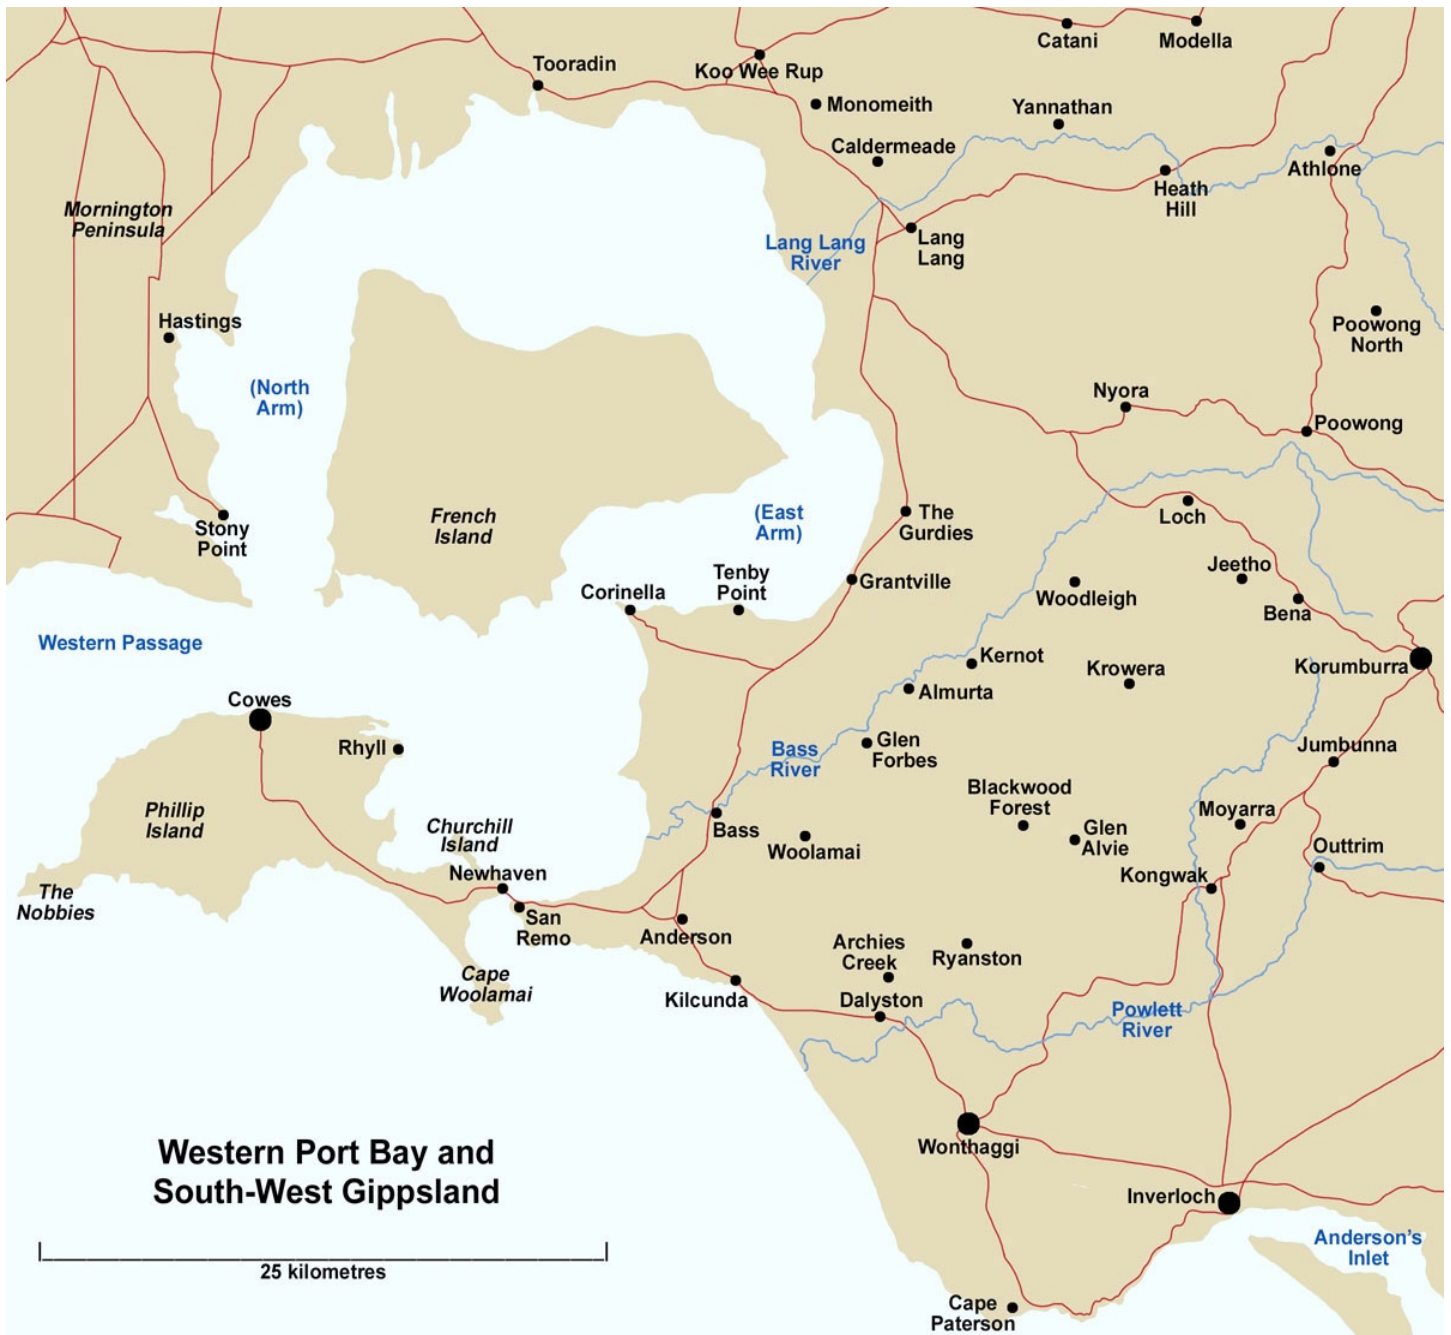 Catani
Modella
Tooradin
Koo Wee Rup
Monomeith
Yannathan
Caldermeade
Athlone
Heath
Hill
Mornington
Peninsula
Lang Lang
River
Lang
Lang
Hastings
Poowong
North
(North
Arm)
Nyora
Poowong
French
Island
(East
Arm)
The
Gurdies
Loch
Stony
Point
Jeetho
Tenby
Point
Corinella
Grantville
Woodleigh
Bena
Western Passage
Kernot
Krowera
Korumburra
Cowes
Almurta
Rhyll
Bass
River
Glen
Forbes
Jumbunna
Phillip
Island
Blackwood
Forest
Moyarra
Churchill
Island
Bass
Woolamai
Glen
Alvie
Outtrim
Newhaven
Kongwak
The
Nobbies
San
Remo
Anderson
Archies
Creek
Ryanston
Cape
Woolamai
Kilcunda
Dalyston
Powlett
River
Wonthaggi
Western Port Bay and
South-West Gippsland
Inverloch
Anderson’s
Inlet
25 kilometres
Cape
Paterson